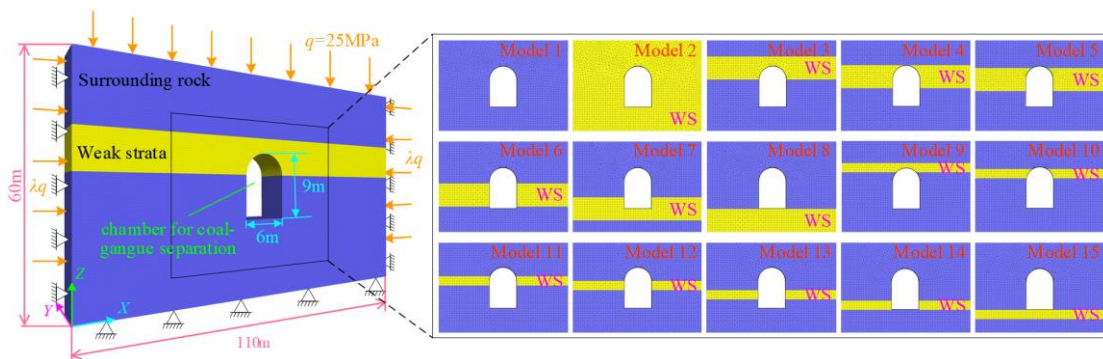 q=25MPa
Surrounding rock
Weak strata
λq
λq
60m
9m
6m
chamber for coal-
gangue separation
Z
Y
X
110m
Model 1
Model 2
WS
Model 3
WS
Model 4
WS
Model 5
WS
Model 6
WS
Model 7
WS
Model 8
WS
Model 9
WS
Model 10
WS
Model 11
WS
Model 12
WS
Model 13
WS
Model 14
WS
Model 15
WS